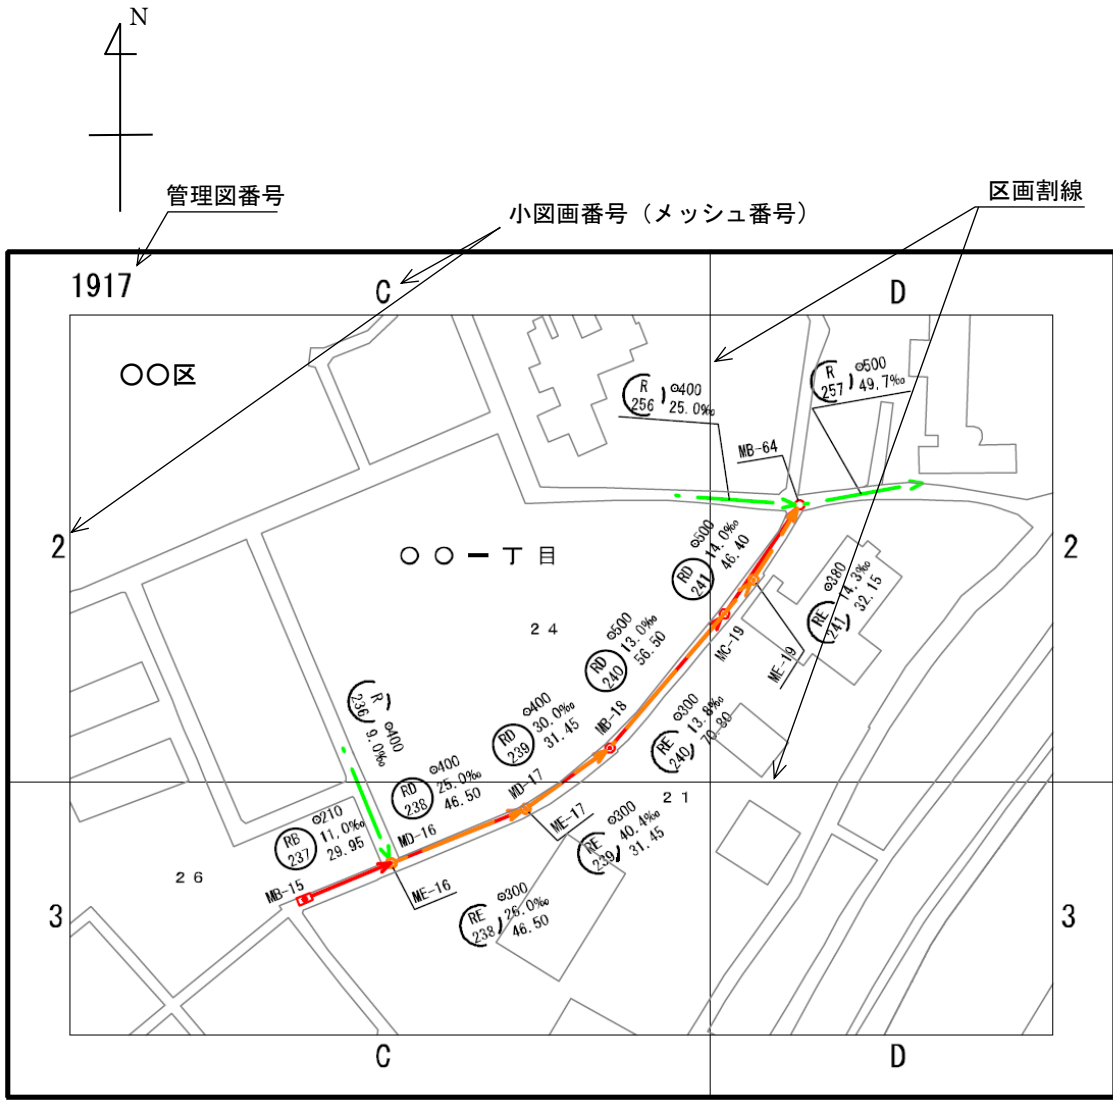 N
管理図番号
小図画番号（メッシュ番号）
区画割線
1917
C
D
○○区
R
256
⊙400
25.0‰
R
257
⊙500
49.7‰
MB-64
2
2
○○一丁目
RD
241
⊙500
14.0‰
46.40
RE
241
⊙380
14.3‰
32.15
24
RD
240
⊙500
13.0‰
56.50
MC-19
ME-19
R
236
⊙400
9.0‰
RD
239
⊙400
30.0‰
31.45
MB-18
RE
240
⊙300
13.8‰
70.80
RD
238
⊙400
25.0‰
46.50
MD-17
21
RB
237
⊙210
11.0‰
29.95
MD-16
ME-17
RE
239
⊙300
40.4‰
31.45
26
MB-15
ME-16
RE
238
⊙300
26.0‰
46.50
3
3
C
D